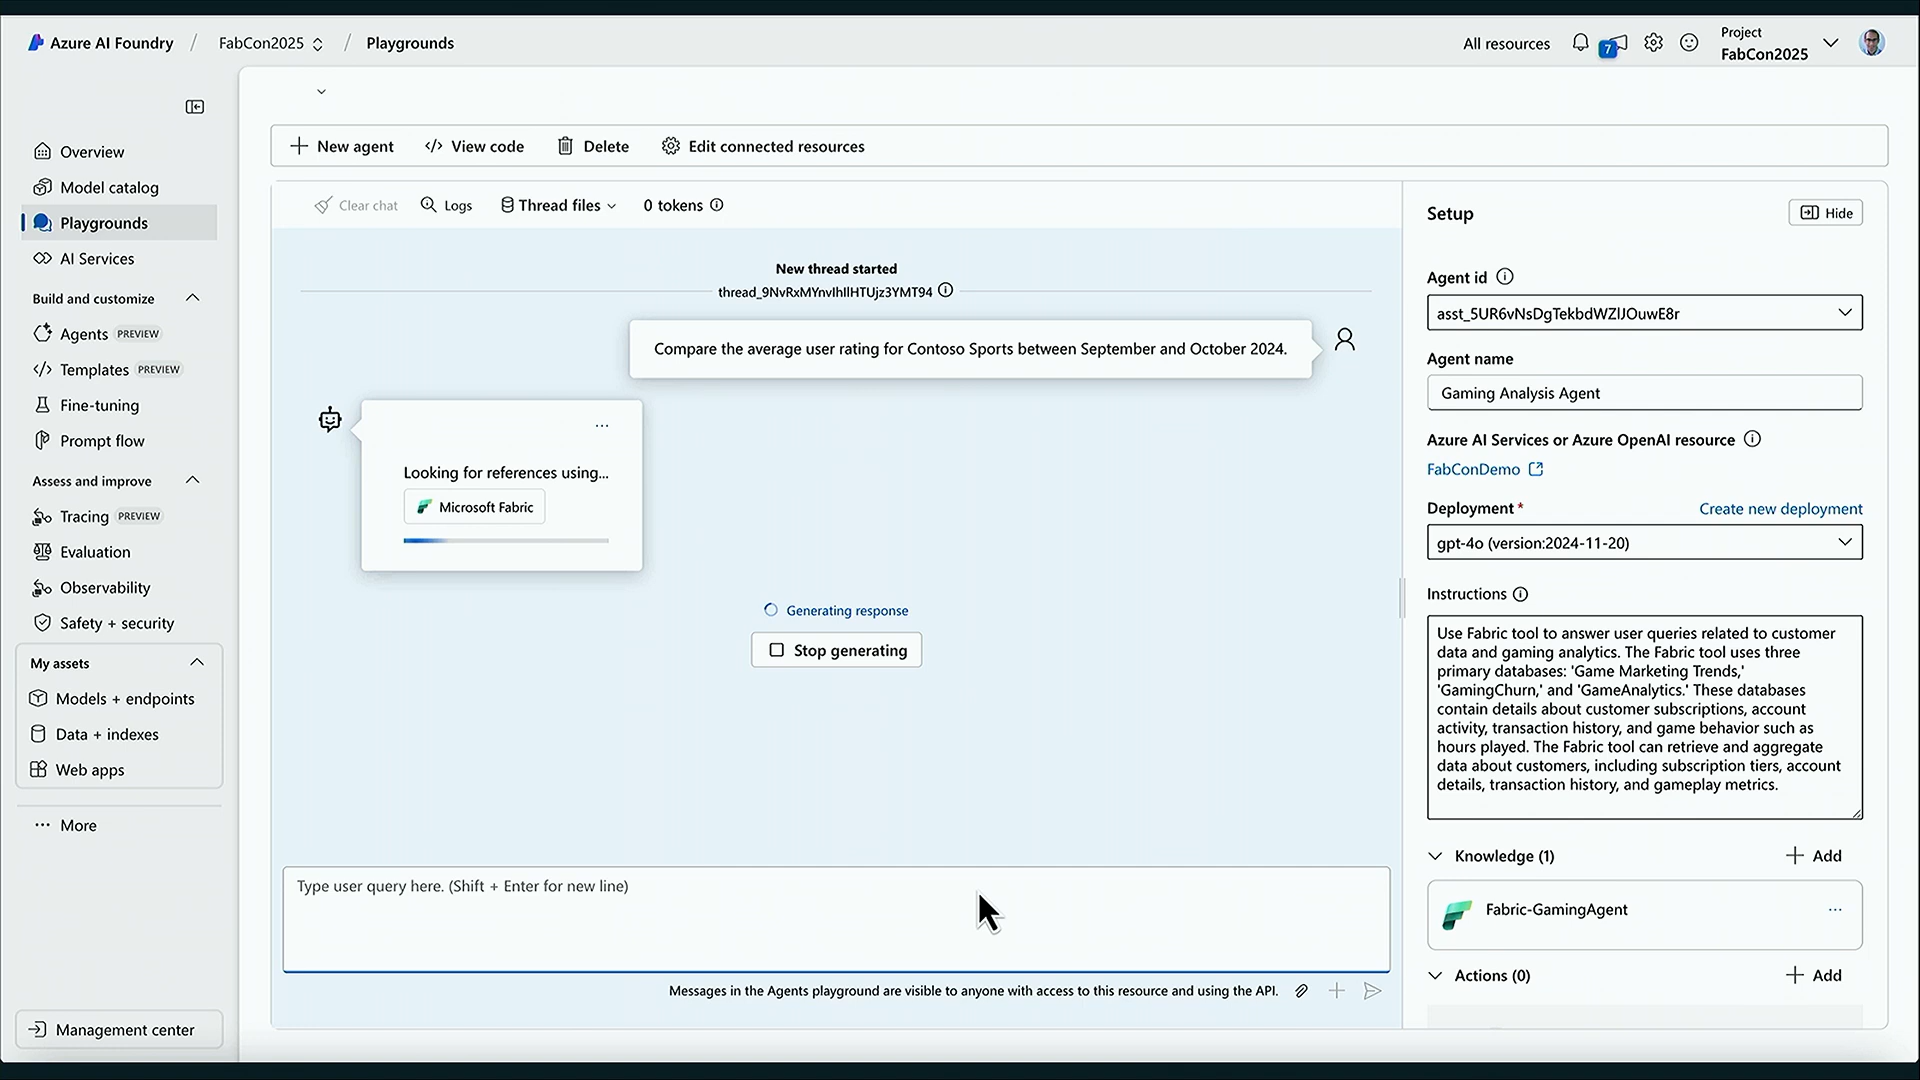 Azure AI Foundry / FabCon2025 / Playgrounds
All resources
7
Project
FabCon2025
Overview
Model catalog
Playgrounds
AI Services
Build and customize
Agents PREVIEW
Templates PREVIEW
Fine-tuning
Prompt flow
Assess and improve
Tracing PREVIEW
Evaluation
Observability
Safety + security
My assets
Models + endpoints
Data + indexes
Web apps
More
Management center
New agent
View code
Delete
Edit connected resources
Clear chat
Logs
Thread files
0 tokens
New thread started
Compare the average user rating for Contoso Sports between September and October 2024.
Looking for references using...
Microsoft Fabric
Generating response
Stop generating
Type user query here. (Shift + Enter for new line)
Messages in the Agents playground are visible to anyone with access to this resource and using the API.
Setup
Hide
Agent id
Agent name
Gaming Analysis Agent
Azure AI Services or Azure OpenAI resource
FabConDemo
Deployment *
Create new deployment
gpt-4o (version:2024-11-20)
Instructions
Use Fabric tool to answer user queries related to customer
data and gaming analytics. The Fabric tool uses three
primary databases: 'Game Marketing Trends,'
'GamingChurn,' and 'GameAnalytics.' These databases
contain details about customer subscriptions, account
activity, transaction history, and game behavior such as
hours played. The Fabric tool can retrieve and aggregate
data about customers, including subscription tiers, account
details, transaction history, and gameplay metrics.
Knowledge (1)
Add
Fabric-GamingAgent
Actions (0)
Add